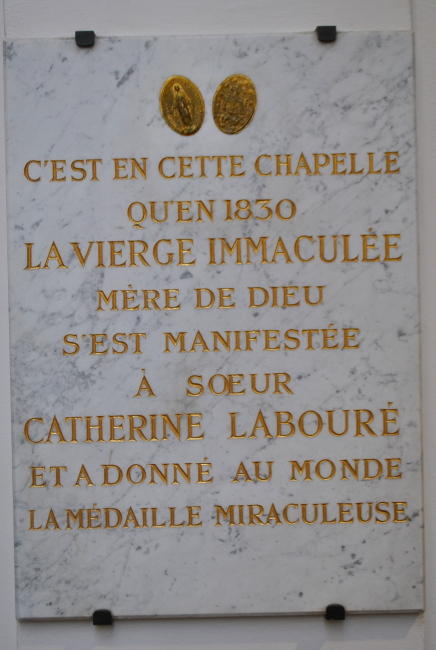 C'EST EN CETTE CHAPELLE
QU'EN 1830
LA VIERGE IMMACULÉE
MÈRE DE DIEU
S'EST MANIFESTÉE
À SŒUR
CATHERINE LABOURÉ
ET A DONNÉ AU MONDE
LA MÉDAILLE MIRACULEUSE